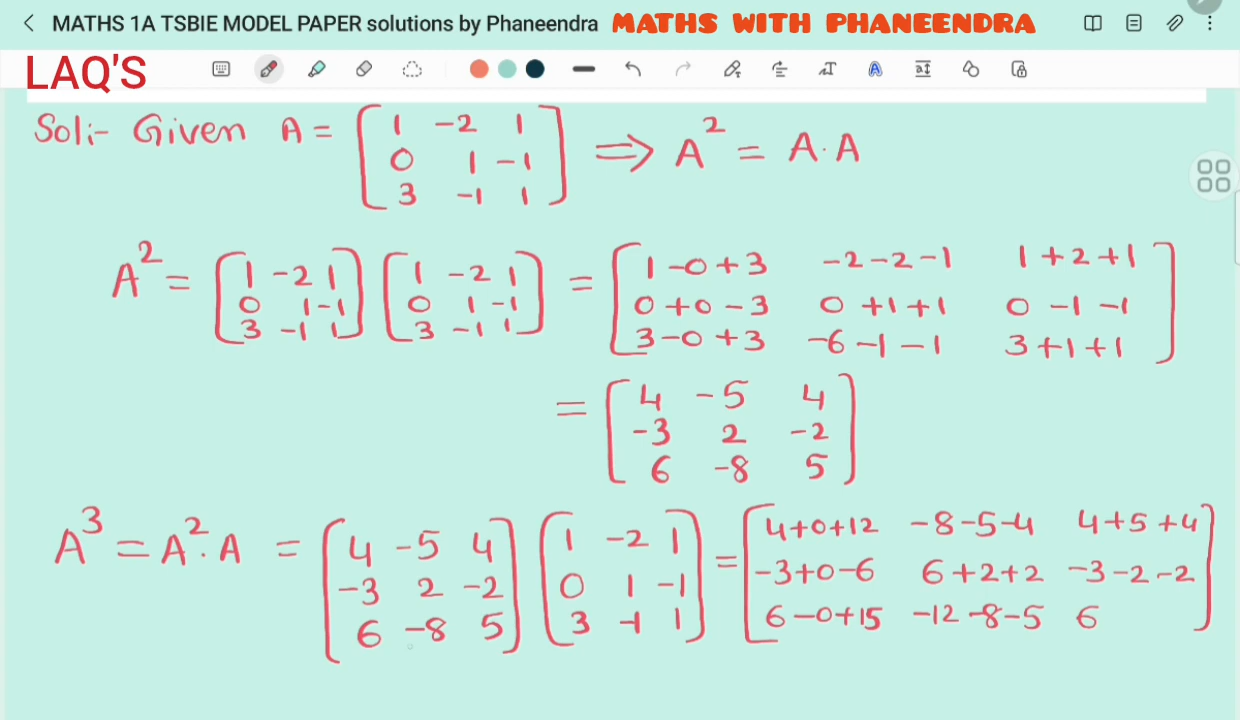 MATHS 1A TSBIE MODEL PAPER solutions by Phaneendra MATHS WITH PHANEENDRA
LAQ'S
Sol:- Given A = [1 -2 1 ⟹ A² = A·A
0 1 -1
3 -1 1]
A² = [1 -2 1 [1 -2 1 = [1-0+3 -2-2-1 1+2+1
0 1 -1 0 1 -1 0+0-3 0+1+1 0-1-1
3 -1 1] 3 -1 1] 3-0+3 -6-1-1 3+1+1]
= [4 -5 4
-3 2 -2
6 -8 5]
A³ = A²·A = [4 -5 4 [1 -2 1 = [4+0+12 -8-5-4 4+5+4
-3 2 -2 0 1 -1 -3+0-6 6+2+2 -3-2-2
6 -8 5] 3 -1 1] 6-0+15 -12-8-5 6]